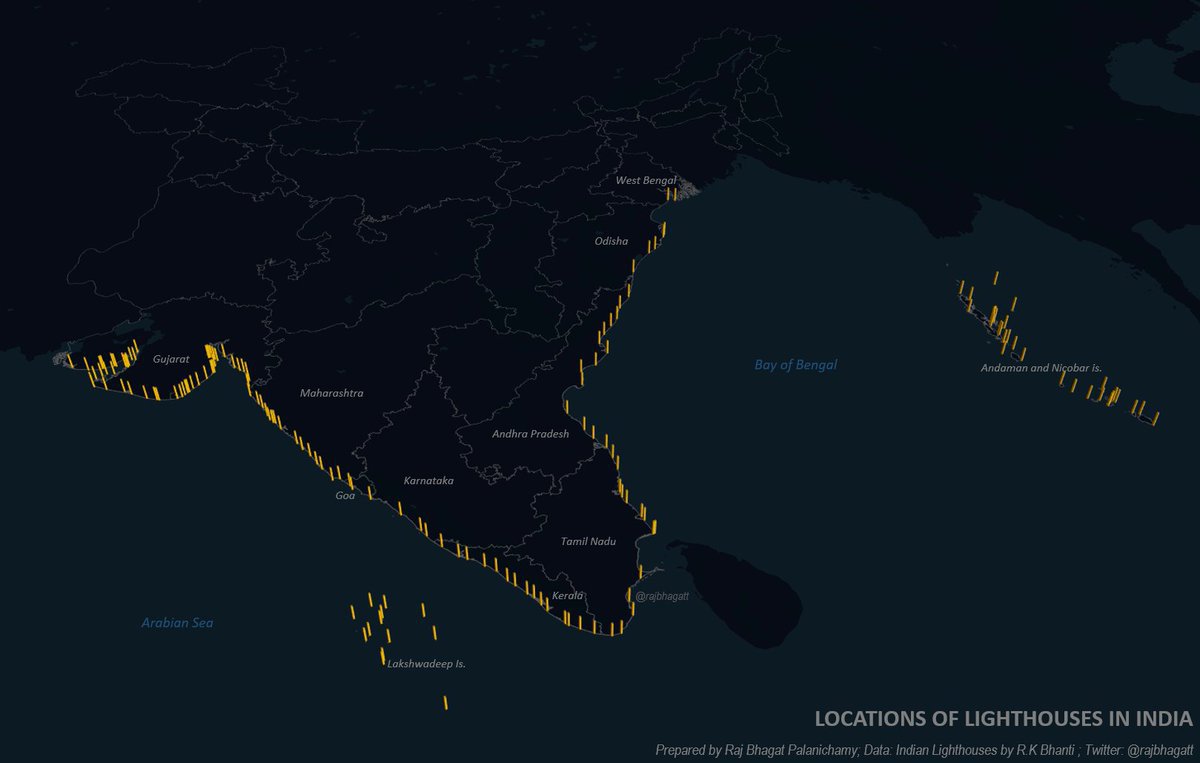 West Bengal
Odisha
Gujarat
Bay of Bengal
Andaman and Nicobar is.
Maharashtra
Andhra Pradesh
Karnataka
Goa
Tamil Nadu
Kerala
@rajbhagatt
Arabian Sea
Lakshwadeep Is.
LOCATIONS OF LIGHTHOUSES IN INDIA
Prepared by Raj Bhagat Palanichamy, Data: Indian Lighthouses by R.K Bhanti ; Twitter: @rajbhagatt